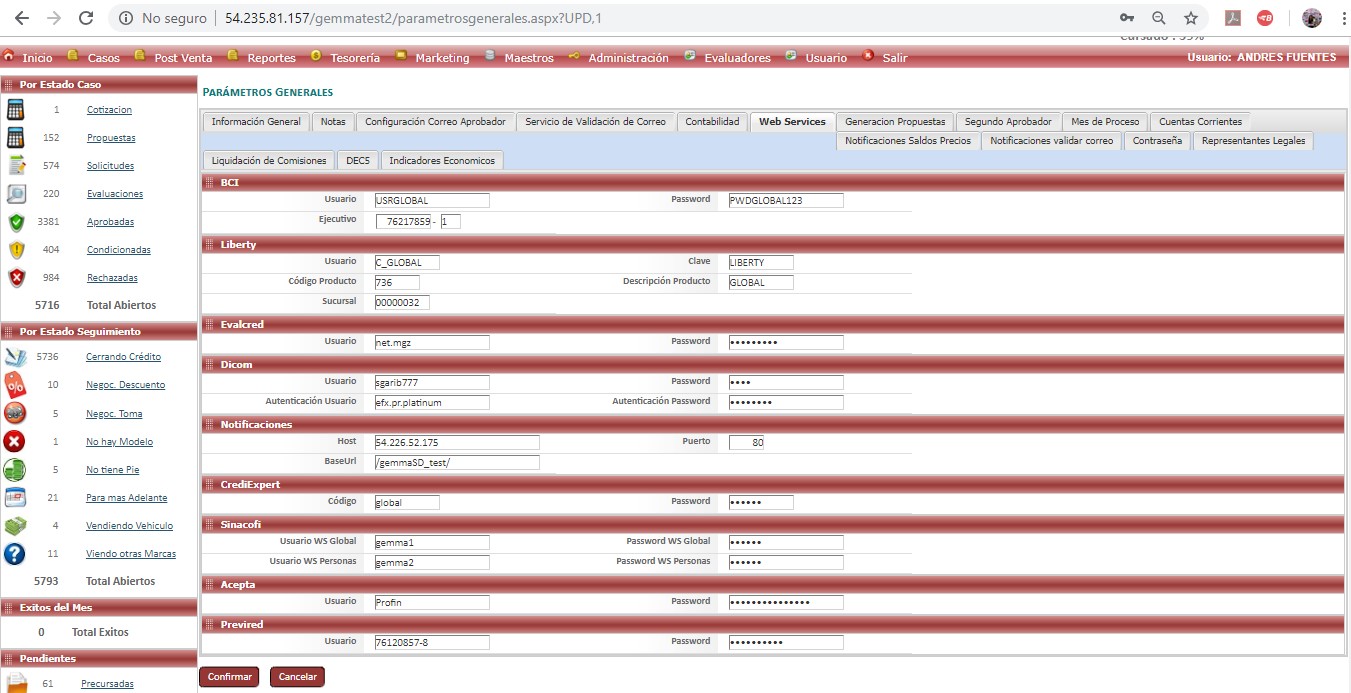 No seguro 54.235.81.157/gemmatest2/parametrosgenerales.aspx?UPD,1
Inicio Casos Post Venta Reportes Tesorería Marketing Maestros Administración Evaluadores Usuario Salir Usuario: ANDRES FUENTES
Por Estado Caso
1 Cotizacion
152 Propuestas
574 Solicitudes
220 Evaluaciones
3381 Aprobadas
404 Condicionadas
984 Rechazadas
5716 Total Abiertos
Por Estado Seguimiento
5736 Cerrando Crédito
10 Negoc. Descuento
5 Negoc. Toma
1 No hay Modelo
5 No tiene Pie
21 Para mas Adelante
4 Vendiendo Vehiculo
11 Viendo otras Marcas
5793 Total Abiertos
Exitos del Mes
0 Total Exitos
Pendientes
61 Precursadas
PARÁMETROS GENERALES
Información General Notas Configuración Correo Aprobador Servicio de Validación de Correo Contabilidad Web Services Generacion Propuestas Segundo Aprobador Mes de Proceso Cuentas Corrientes
Notificaciones Saldos Precios Notificaciones validar correo Contraseña Representantes Legales
Liquidación de Comisiones DEC5 Indicadores Economicos
BCI
Usuario USRGLOBAL Password PWDGLOBAL123
Ejecutivo 76217859 - 1
Liberty
Usuario C_GLOBAL Clave LIBERTY
Código Producto 736 Descripción Producto GLOBAL
Sucursal 00000032
Evalcred
Usuario net.mgz Password •••••••••
Dicom
Usuario sgarib777 Password ••••
Autenticación Usuario efx.pr.platinum Autenticación Password ••••••••
Notificaciones
Host 54.226.52.175 Puerto 80
BaseUrl /gemmaSD_test/
CrediExpert
Código global Password ••••••
Sinacofi
Usuario WS Global gemma1 Password WS Global ••••••
Usuario WS Personas gemma2 Password WS Personas ••••••
Acepta
Usuario Profin Password •••••••••••••••
Previred
Usuario 76120857-8 Password ••••••••••
Confirmar Cancelar